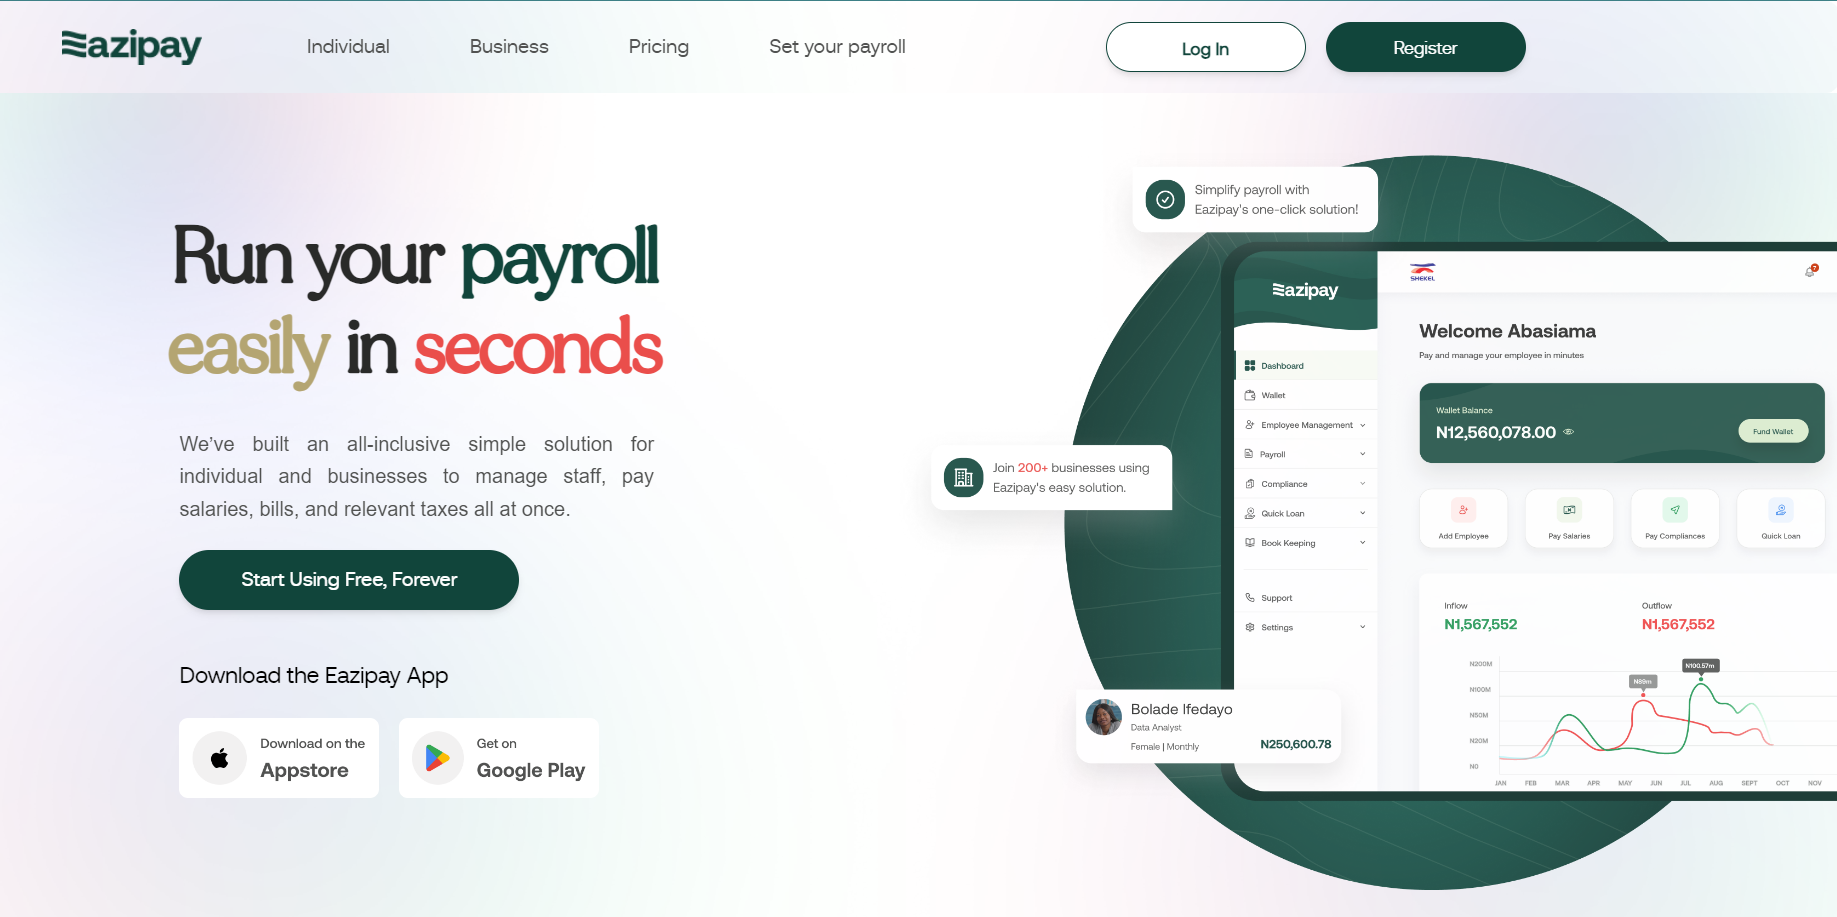 Eazipay
Individual
Business
Pricing
Set your payroll
Log In
Register
Run your payroll
easily in seconds
We’ve built an all-inclusive simple solution for
individual and businesses to manage staff, pay
salaries, bills, and relevant taxes all at once.
Start Using Free, Forever
Download the Eazipay App
Download on the
Appstore
Get on
Google Play
Simplify payroll with
Eazipay's one-click solution!
Join 200+ businesses using
Eazipay's easy solution.
Bolade Ifedayo
Data Analyst
Female | Monthly
N250,600.78
Eazipay
Dashboard
Wallet
Employee Management
Payroll
Compliance
Quick Loan
Book Keeping
Support
Settings
SHEKEL
7
Welcome Abasiama
Pay and manage your employee in minutes
Wallet Balance
N12,560,078.00
Fund Wallet
Add Employee
Pay Salaries
Pay Compliances
Quick Loan
Inflow
N1,567,552
Outflow
N1,567,552
N200M
N100M
N50M
N20M
N0
N89m
N100.57m
JAN FEB MAR APR MAY JUN JUL AUG SEPT OCT NOV